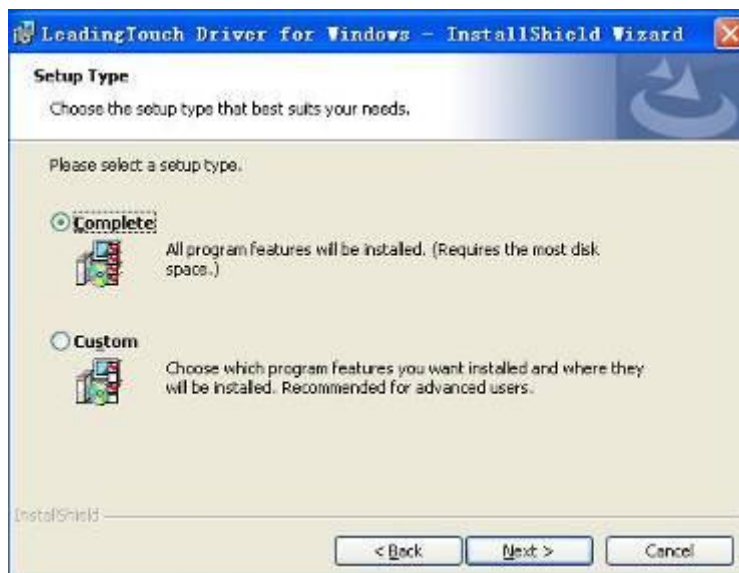 LeadingTouch Driver for Windows - InstallShield Wizard
Setup Type
Choose the setup type that best suits your needs.
Please select a setup type.
Complete
All program features will be installed. (Requires the most disk
space.)
Custom
Choose which program features you want installed and where they
will be installed. Recommended for advanced users.
InstallShield
< Back
Next >
Cancel